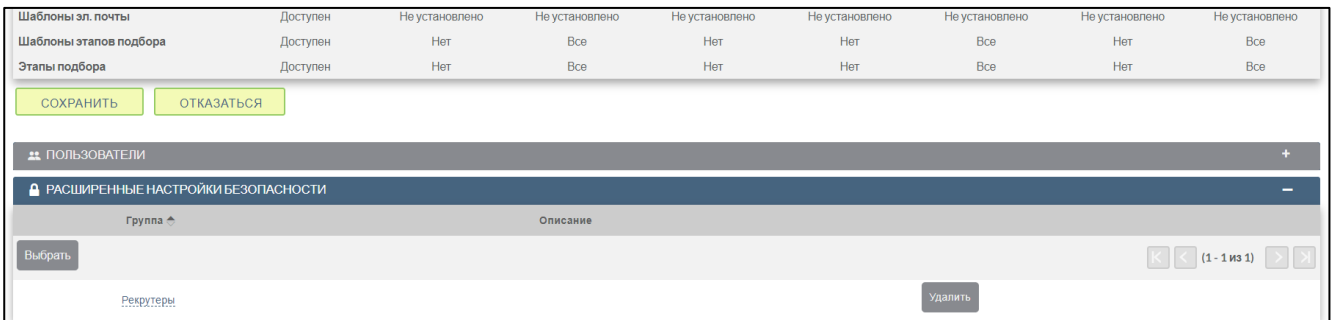 Шаблоны эл. почты Доступен Не установлено Не установлено Не установлено Не установлено Не установлено Не установлено Не установлено
Шаблоны этапов подбора Доступен Нет Все Нет Нет Все Нет Все
Этапы подбора Доступен Нет Все Нет Нет Все Нет Все
СОХРАНИТЬ ОТКАЗАТЬСЯ
ПОЛЬЗОВАТЕЛИ +
РАСШИРЕННЫЕ НАСТРОЙКИ БЕЗОПАСНОСТИ −
Группа Описание
Выбрать (1 - 1 из 1)
Рекрутеры Удалить